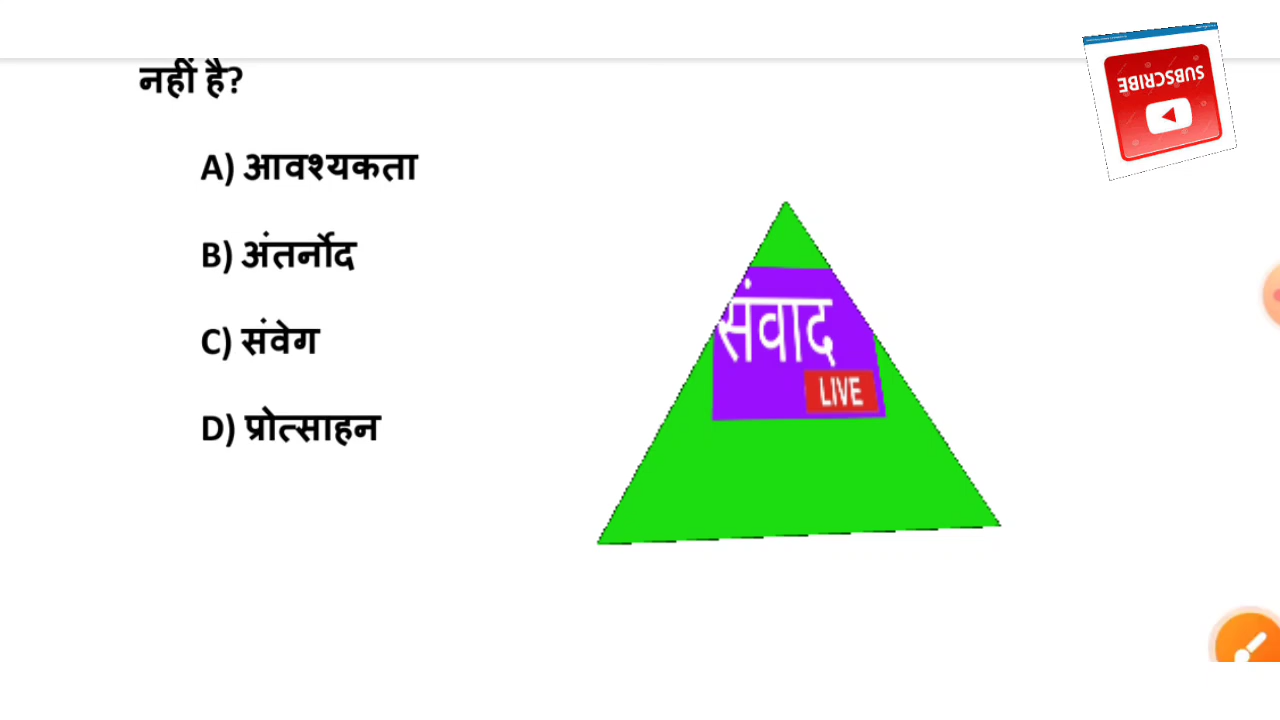 नहीं है?
A) आवश्यकता
B) अंतर्नोद
C) संवेग
D) प्रोत्साहन
संवाद
LIVE
SUBSCRIBE